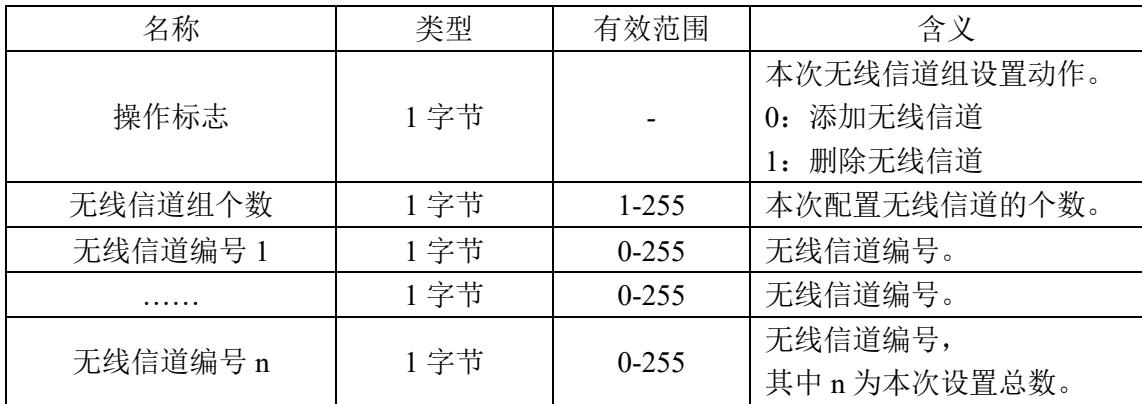 名称 类型 有效范围 含义
操作标志 1 字节 - 本次无线信道组设置动作。
0：添加无线信道
1：删除无线信道
无线信道组个数 1 字节 1-255 本次配置无线信道的个数。
无线信道编号 1 1 字节 0-255 无线信道编号。
…… 1 字节 0-255 无线信道编号。
无线信道编号 n 1 字节 0-255 无线信道编号，
其中 n 为本次设置总数。